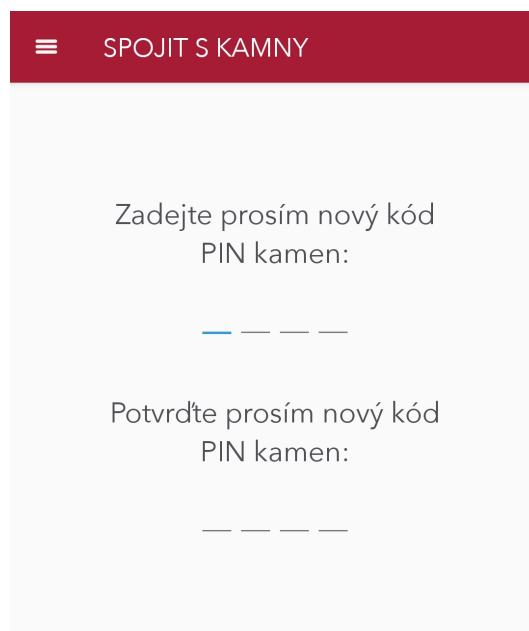 SPOJIT S KAMNY
Zadejte prosím nový kód
PIN kamen:
Potvrďte prosím nový kód
PIN kamen: